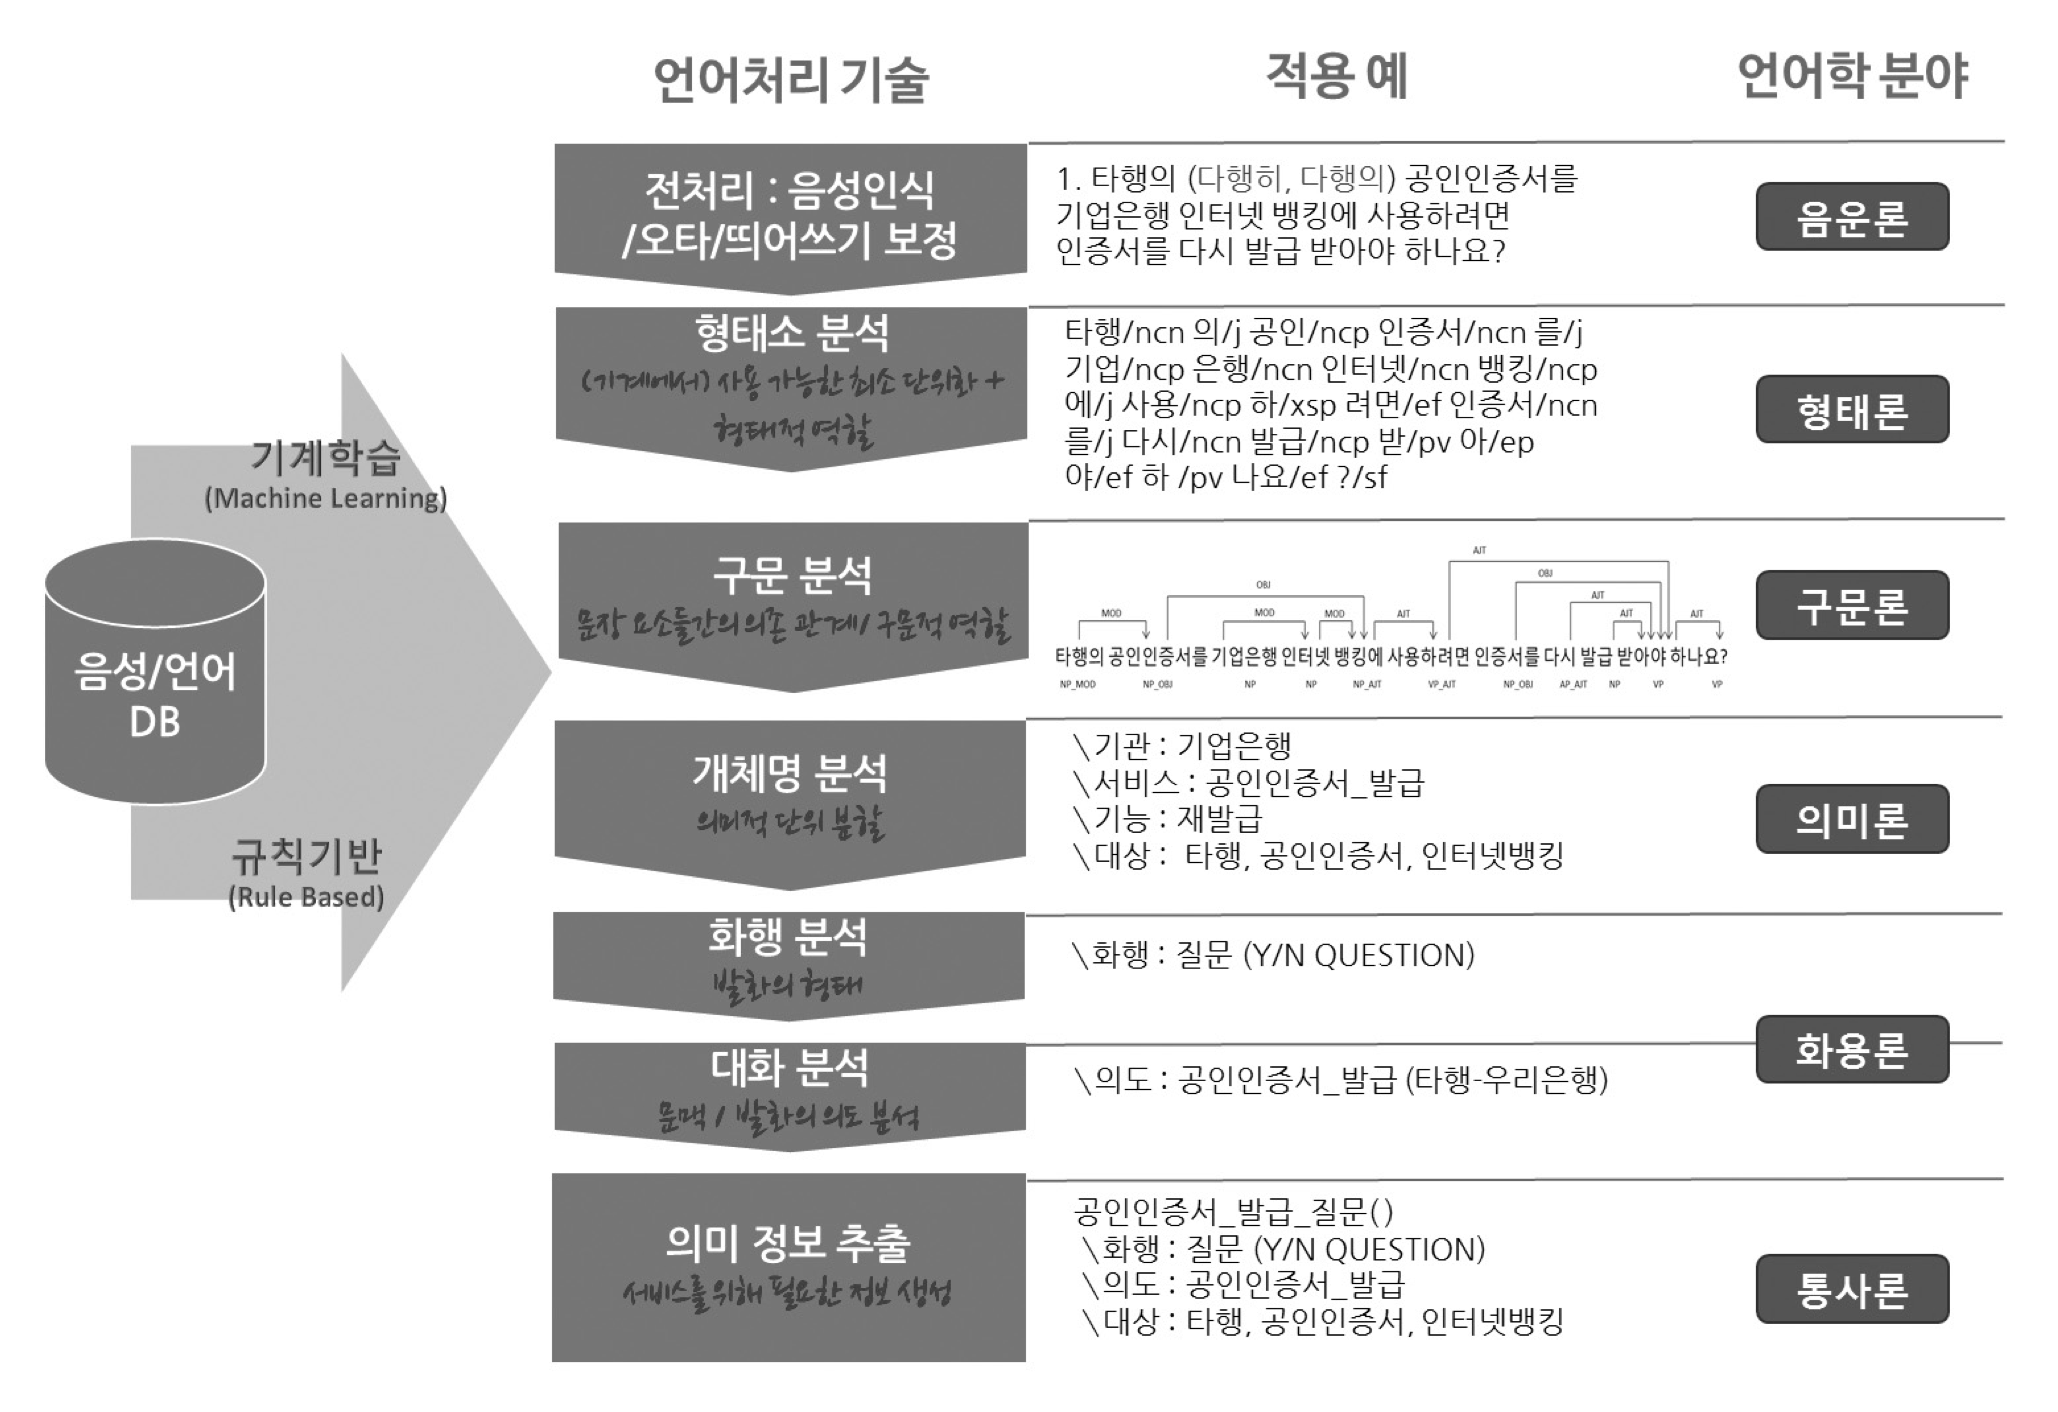 언어처리 기술
적용 예
언어학 분야
기계학습
(Machine Learning)
음성/언어
DB
규칙기반
(Rule Based)
전처리 : 음성인식
/오타/띄어쓰기 보정
1. 타행의 (다행히, 다행의) 공인인증서를
기업은행 인터넷 뱅킹에 사용하려면
인증서를 다시 발급 받아야 하나요?
음운론
형태소 분석
(기계에서) 사용 가능한 최소 단위화 +
형태적 역할
타행/ncn 의/j 공인/ncp 인증서/ncn 를/j
기업/ncp 은행/ncn 인터넷/ncn 뱅킹/ncp
에/j 사용/ncp 하/xsp 려면/ef 인증서/ncn
를/j 다시/ncn 발급/ncp 받/pv 아/ep
야/ef 하 /pv 나요/ef ?/sf
형태론
구문 분석
문장 요소들간의 의존 관계/ 구문적 역할
AJT
OBJ OBJ
AJT
MOD MOD MOD AJT AJT AJT
타행의 공인인증서를 기업은행 인터넷 뱅킹에 사용하려면 인증서를 다시 발급 받아야 하나요?
NP_MOD NP_OBJ NP NP NP_AJT VP_AJT NP_OBJ AP_AJT NP VP VP
구문론
개체명 분석
의미적 단위 분할
\기관 : 기업은행
\서비스 : 공인인증서_발급
\기능 : 재발급
\대상 : 타행, 공인인증서, 인터넷뱅킹
의미론
화행 분석
발화의 형태
\화행 : 질문 (Y/N QUESTION)
화용론
대화 분석
문맥 / 발화의 의도 분석
\의도 : 공인인증서_발급 (타행-우리은행)
의미 정보 추출
서비스를 위해 필요한 정보 생성
공인인증서_발급_질문()
\화행 : 질문 (Y/N QUESTION)
\의도 : 공인인증서_발급
\대상 : 타행, 공인인증서, 인터넷뱅킹
통사론